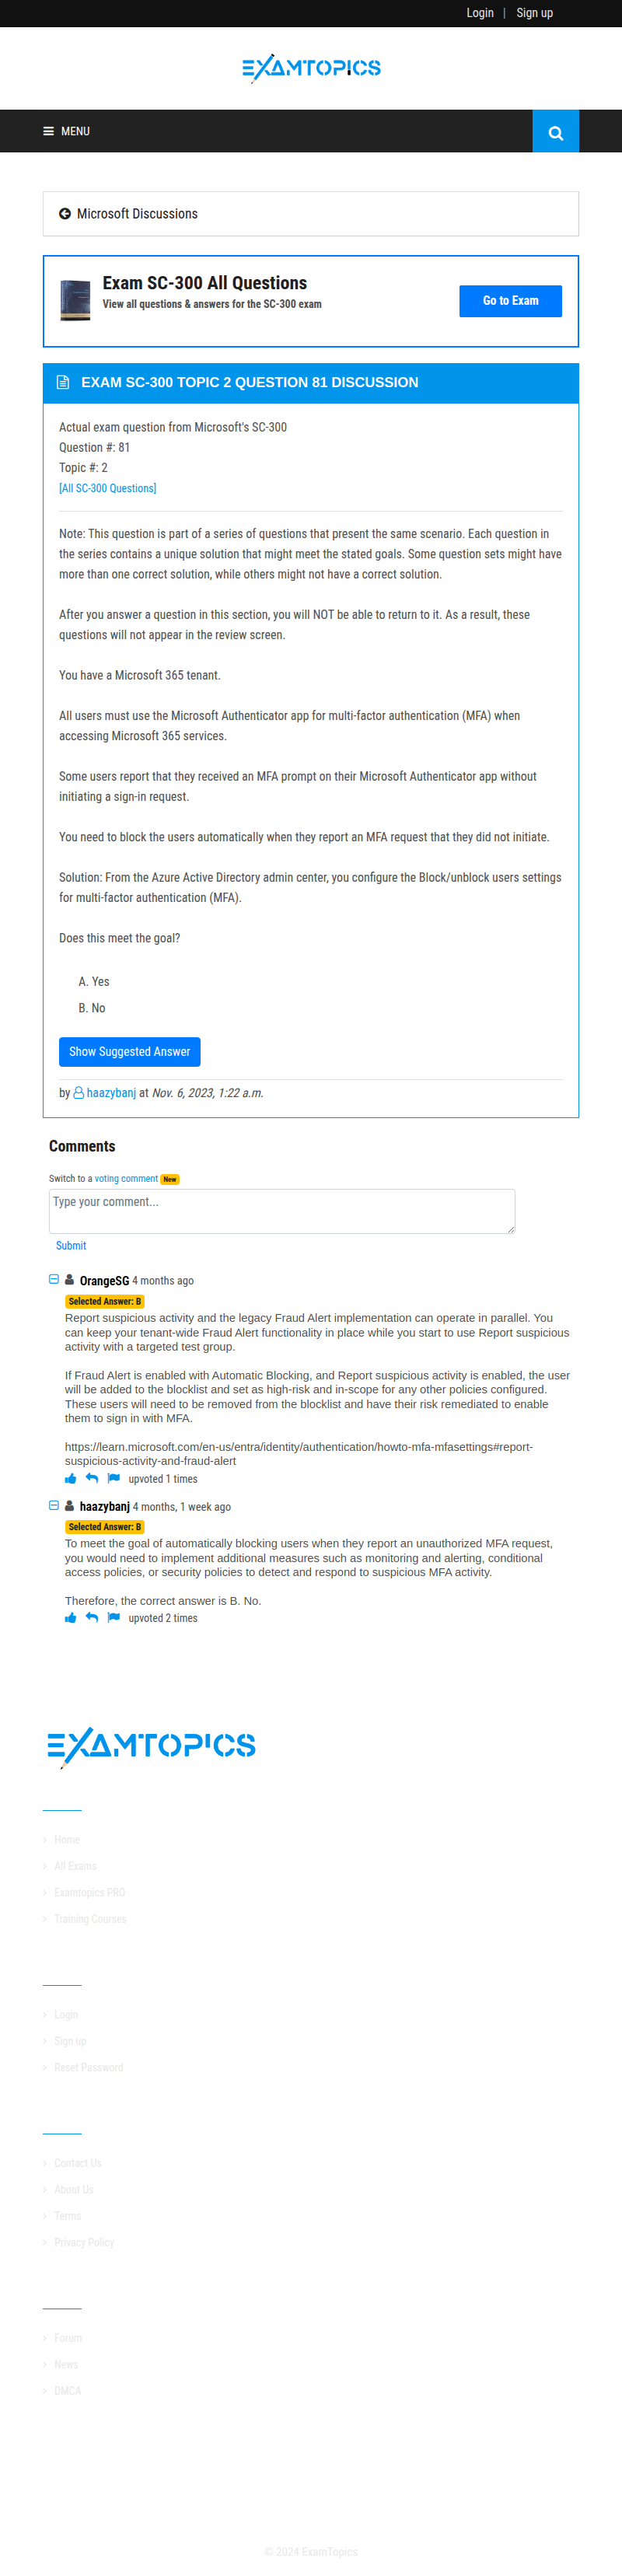 Login | Sign up
EXAMTOPICS
MENU
Microsoft Discussions
Exam SC-300 All Questions
View all questions & answers for the SC-300 exam
Go to Exam
EXAM SC-300 TOPIC 2 QUESTION 81 DISCUSSION
Actual exam question from Microsoft's SC-300
Question #: 81
Topic #: 2
[All SC-300 Questions]
Note: This question is part of a series of questions that present the same scenario. Each question in
the series contains a unique solution that might meet the stated goals. Some question sets might have
more than one correct solution, while others might not have a correct solution.
After you answer a question in this section, you will NOT be able to return to it. As a result, these
questions will not appear in the review screen.
You have a Microsoft 365 tenant.
All users must use the Microsoft Authenticator app for multi-factor authentication (MFA) when
accessing Microsoft 365 services.
Some users report that they received an MFA prompt on their Microsoft Authenticator app without
initiating a sign-in request.
You need to block the users automatically when they report an MFA request that they did not initiate.
Solution: From the Azure Active Directory admin center, you configure the Block/unblock users settings
for multi-factor authentication (MFA).
Does this meet the goal?
A. Yes
B. No
Show Suggested Answer
by haazybanj at Nov. 6, 2023, 1:22 a.m.
Comments
Switch to a voting comment New
Type your comment...
Submit
OrangeSG 4 months ago
Selected Answer: B
Report suspicious activity and the legacy Fraud Alert implementation can operate in parallel. You
can keep your tenant-wide Fraud Alert functionality in place while you start to use Report suspicious
activity with a targeted test group.
If Fraud Alert is enabled with Automatic Blocking, and Report suspicious activity is enabled, the user
will be added to the blocklist and set as high-risk and in-scope for any other policies configured.
These users will need to be removed from the blocklist and have their risk remediated to enable
them to sign in with MFA.
https://learn.microsoft.com/en-us/entra/identity/authentication/howto-mfa-mfasettings#report-
suspicious-activity-and-fraud-alert
upvoted 1 times
haazybanj 4 months, 1 week ago
Selected Answer: B
To meet the goal of automatically blocking users when they report an unauthorized MFA request,
you would need to implement additional measures such as monitoring and alerting, conditional
access policies, or security policies to detect and respond to suspicious MFA activity.
Therefore, the correct answer is B. No.
upvoted 2 times
EXAMTOPICS
Home
All Exams
Examtopics PRO
Training Courses
Login
Sign up
Reset Password
Contact Us
About Us
Terms
Privacy Policy
Forum
News
DMCA
© 2024 ExamTopics